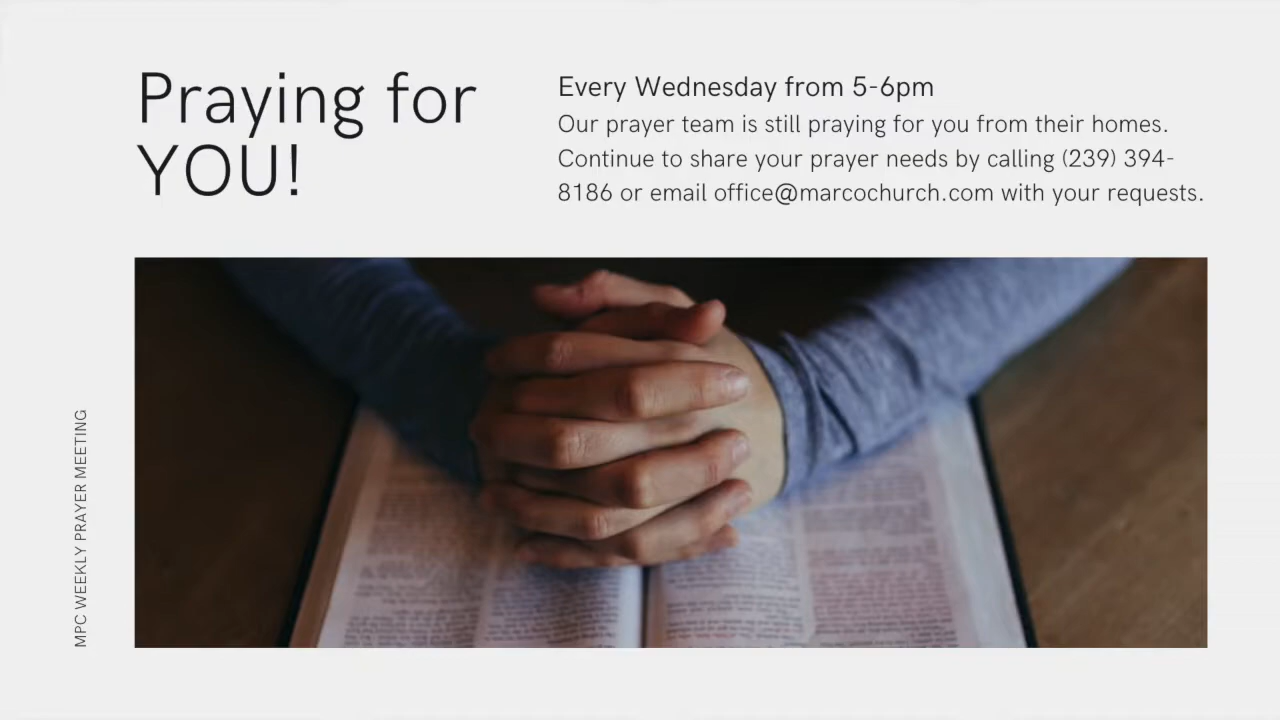 Praying for
YOU!
Every Wednesday from 5-6pm
Our prayer team is still praying for you from their homes.
Continue to share your prayer needs by calling (239) 394-
8186 or email office@marcochurch.com with your requests.
MPC WEEKLY PRAYER MEETING